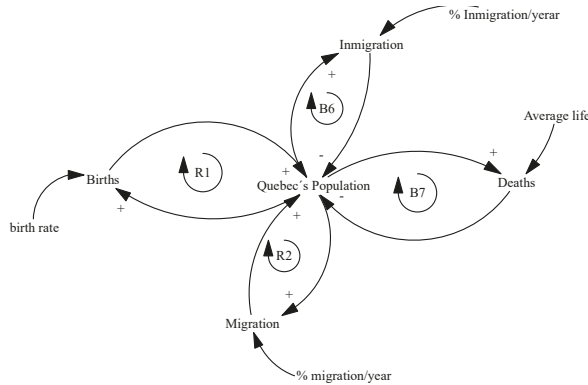 % Inmigration/yerar
Inmigration
+
B6
Average life
-
+
R1
+
Births
Quebec´s Population
-
B7
Deaths
+
birth rate
+
R2
+
Migration
% migration/year